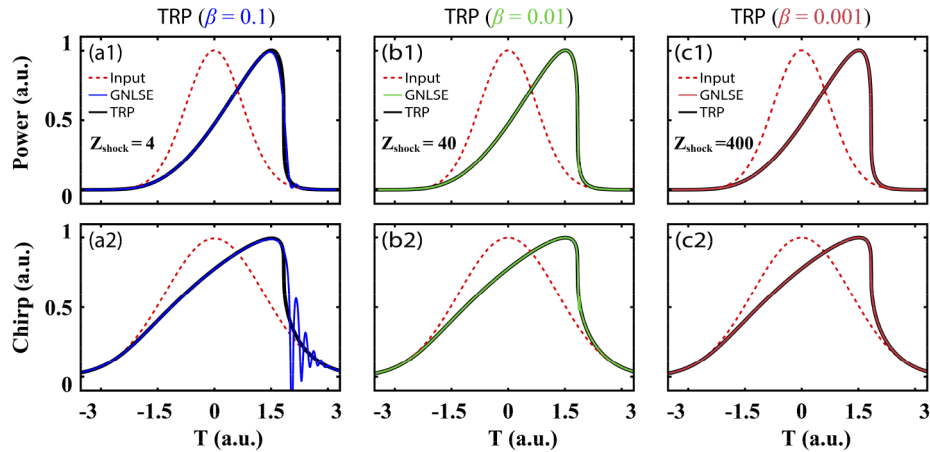 TRP (β = 0.1)
TRP (β = 0.01)
TRP (β = 0.001)
Power (a.u.)
1
0.5
0
(a1)
Input
GNLSE
TRP
Zshock = 4
(b1)
Input
GNLSE
TRP
Zshock = 40
(c1)
Input
GNLSE
TRP
Zshock =400
Chirp (a.u.)
1
0.5
0
(a2)
(b2)
(c2)
-3 -1.5 0 1.5 3
-3 -1.5 0 1.5 3
-3 -1.5 0 1.5 3
T (a.u.)
T (a.u.)
T (a.u.)